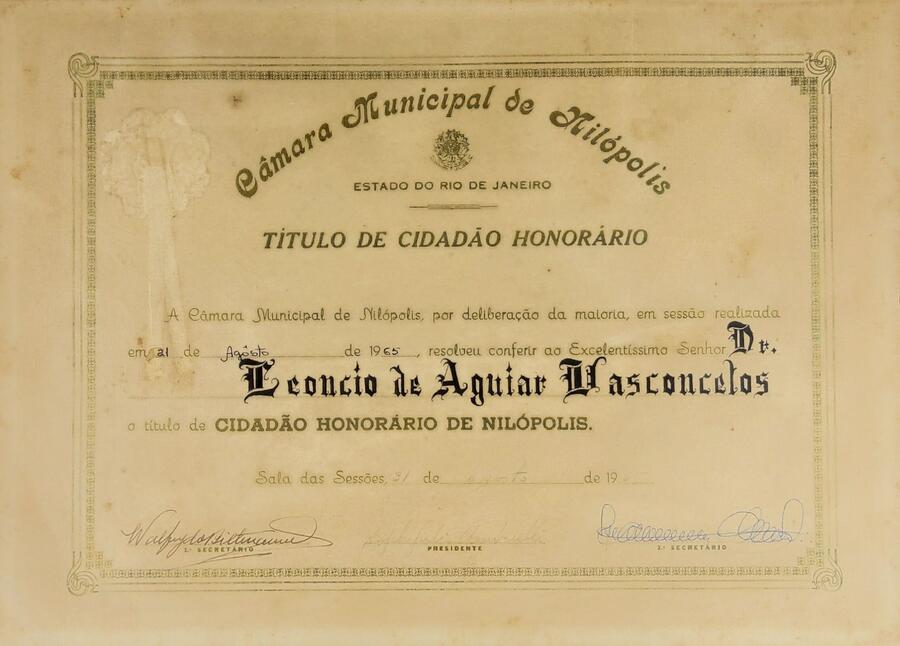 Câmara Municipal de Nilópolis
ESTADO DO RIO DE JANEIRO
TÍTULO DE CIDADÃO HONORÁRIO
A Câmara Municipal de Nilópolis, por deliberação da maioria, em sessão realizada
em 21 de Agôsto de 1965, resolveu conferir ao Excelentíssimo Senhor Dr.
Leoncio de Aguiar Vasconcelos
o título de CIDADÃO HONORÁRIO DE NILÓPOLIS.
Sala das Sessões, 21 de agosto de 19
1.º SECRETÁRIO
PRESIDENTE
2.º SECRETÁRIO